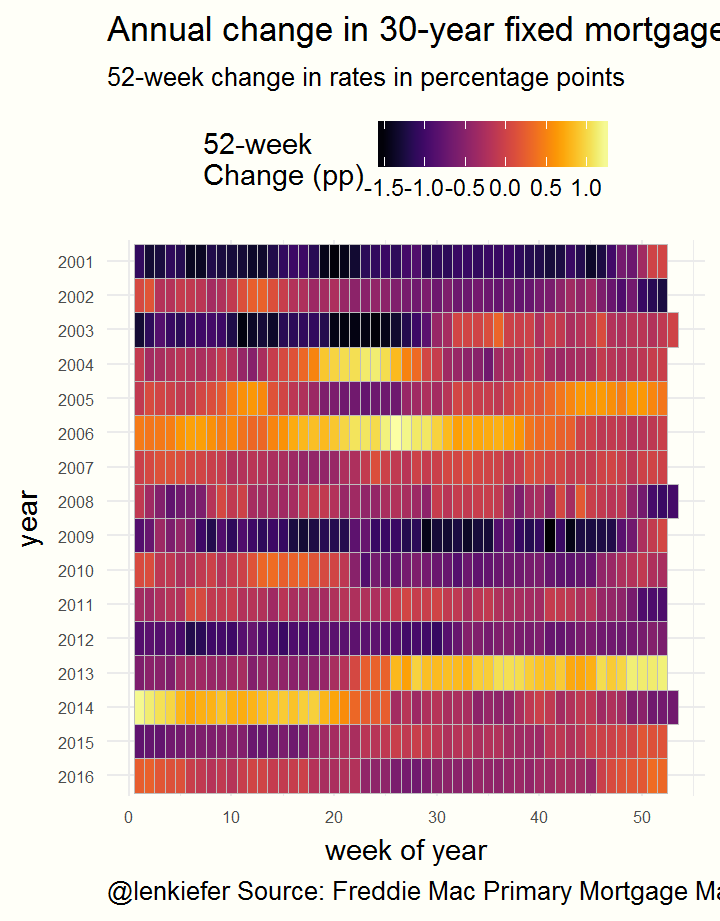 Annual change in 30-year fixed mortgage
52-week change in rates in percentage points
52-week
Change (pp)
-1.5 -1.0 -0.5 0.0 0.5 1.0
year
2001
2002
2003
2004
2005
2006
2007
2008
2009
2010
2011
2012
2013
2014
2015
2016
0 10 20 30 40 50
week of year
@lenkiefer Source: Freddie Mac Primary Mortgage Ma